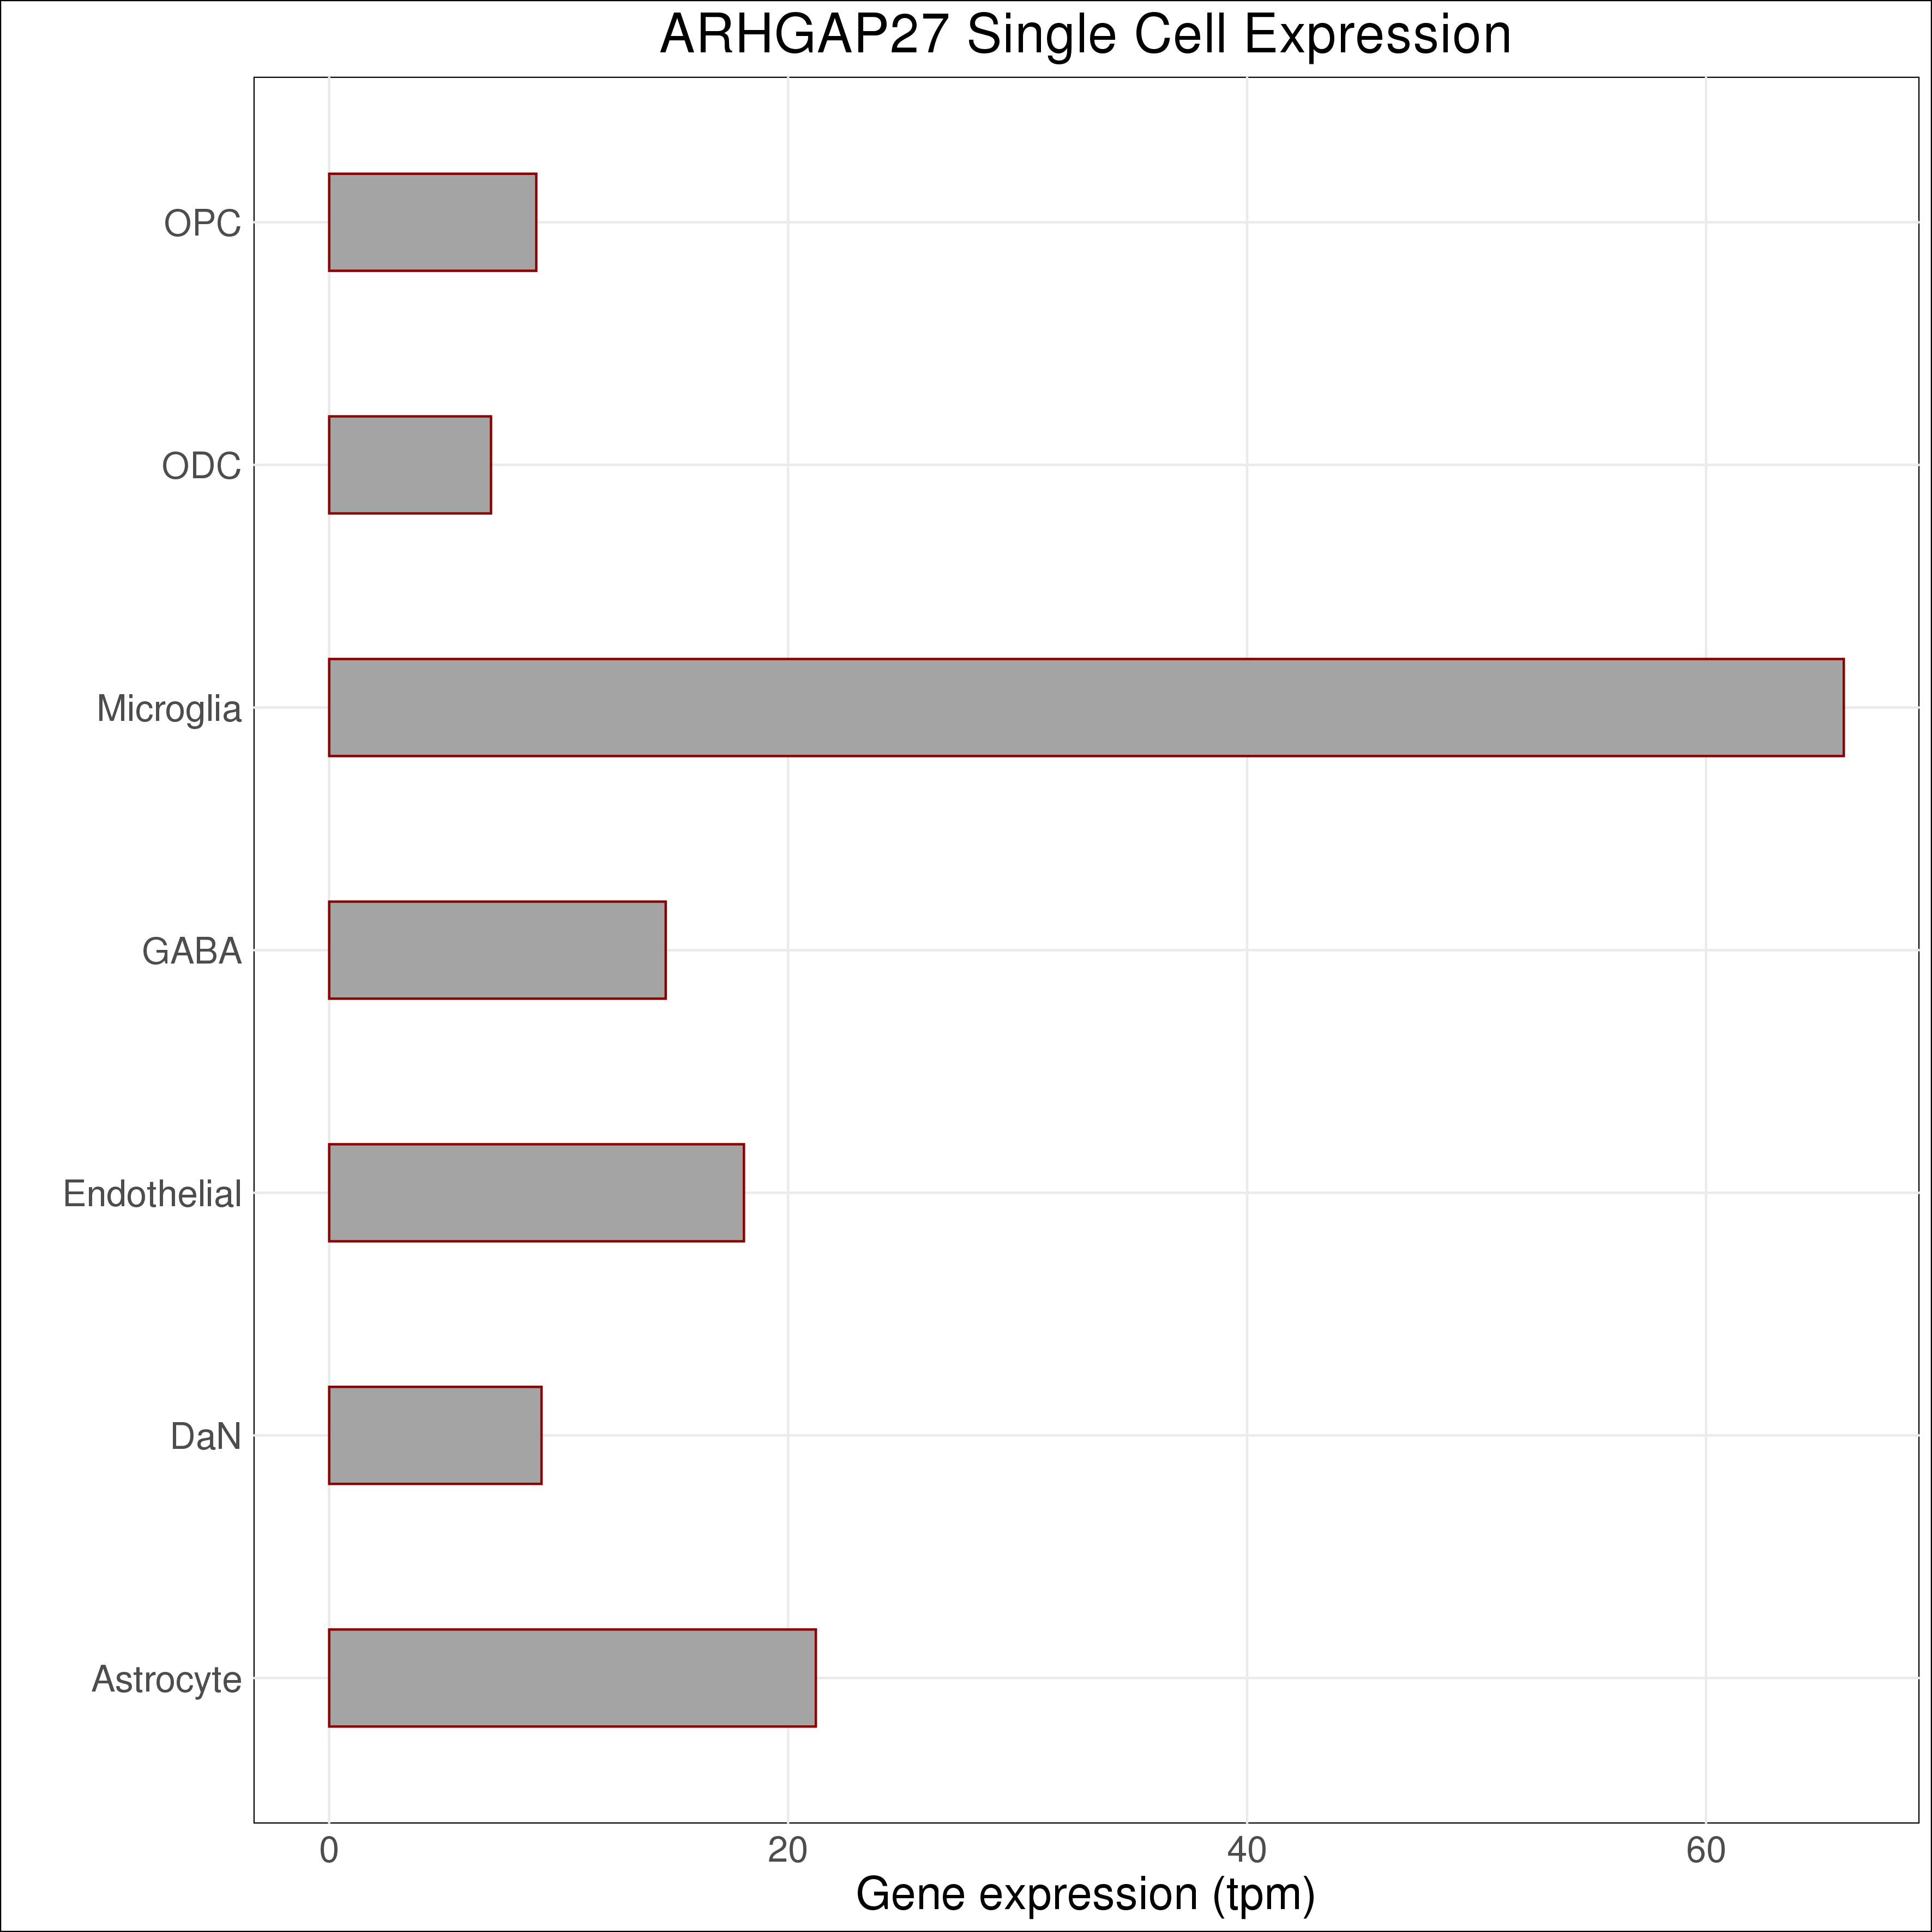 ARHGAP27 Single Cell Expression
OPC
ODC
Microglia
GABA
Endothelial
DaN
Astrocyte
0 20 40 60
Gene expression (tpm)